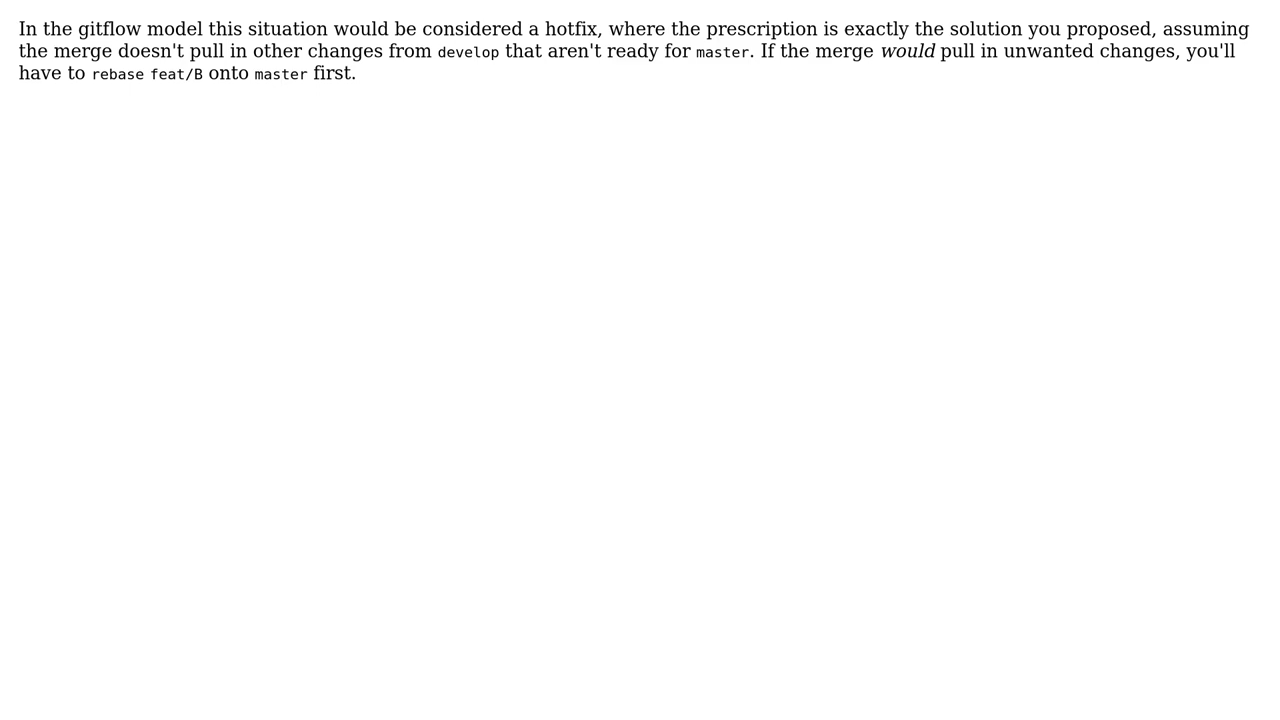 In the gitflow model this situation would be considered a hotfix, where the prescription is exactly the solution you proposed, assuming
the merge doesn't pull in other changes from develop that aren't ready for master. If the merge would pull in unwanted changes, you'll
have to rebase feat/B onto master first.